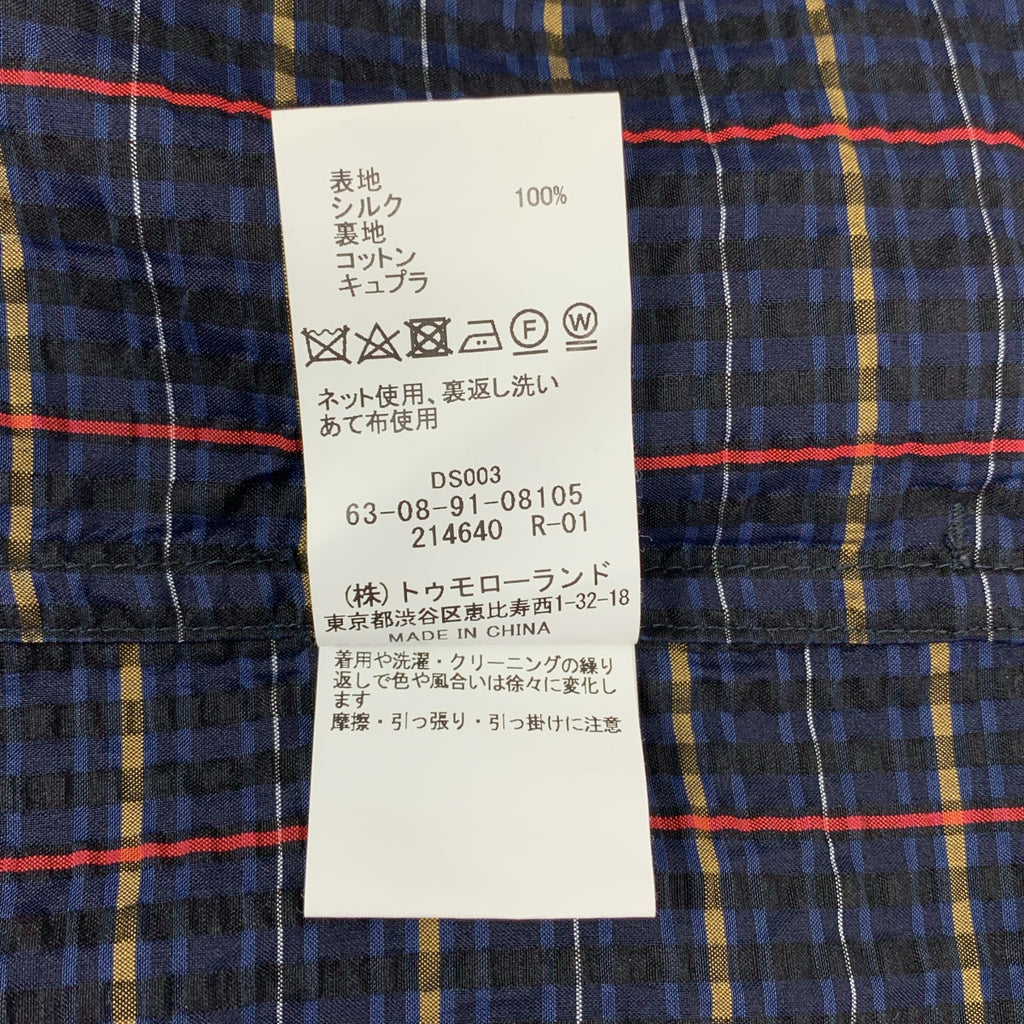 表地
シルク 100%
裏地
コットン
キュプラ
F W
ネット使用、裏返し洗い
あて布使用
DS003
63-08-91-08105
214640 R-01
(株)トゥモローランド
東京都渋谷区恵比寿西1-32-18
MADE IN CHINA
着用や洗濯・クリーニングの繰り
返しで色や風合いは徐々に変化し
ます
摩擦・引っ張り・引っ掛けに注意